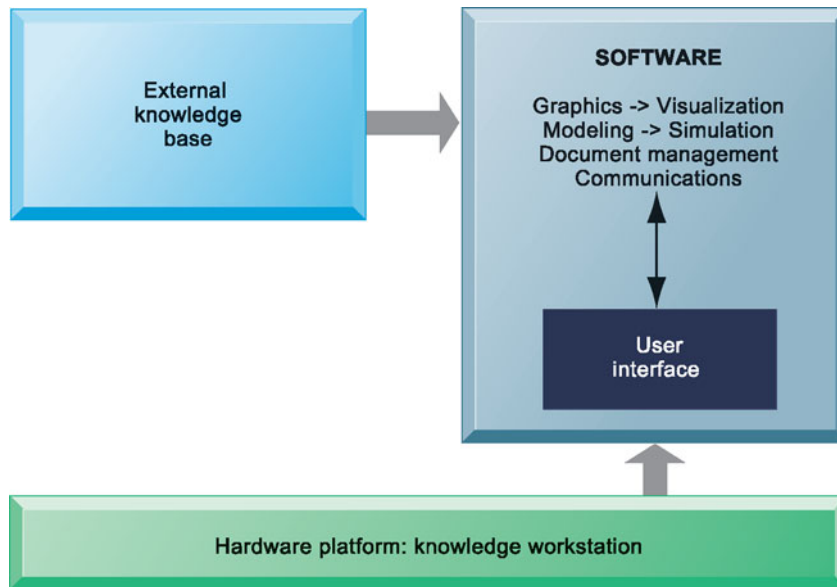 External
knowledge
base
SOFTWARE
Graphics -> Visualization
Modeling -> Simulation
Document management
Communications
User
interface
Hardware platform: knowledge workstation